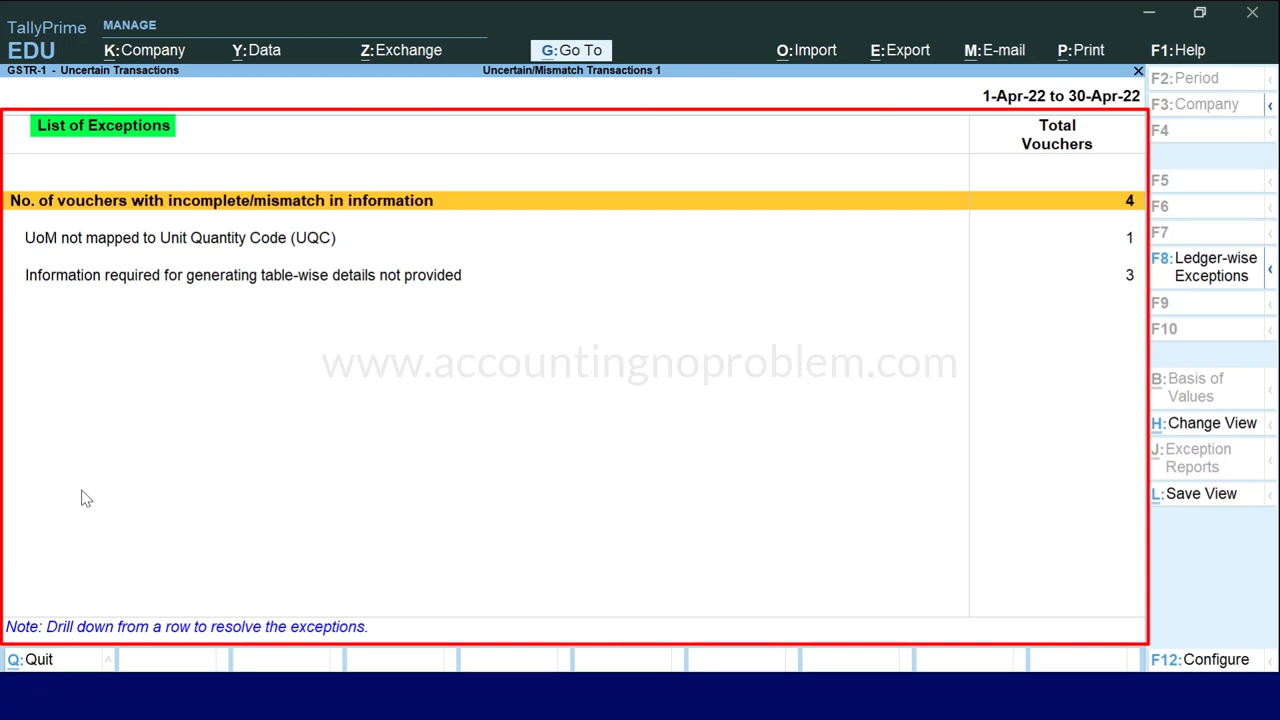 TallyPrime
EDU
MANAGE
K:Company
Y:Data
Z:Exchange
G:Go To
O:Import
E:Export
M:E-mail
P:Print
F1:Help
GSTR-1 - Uncertain Transactions
Uncertain/Mismatch Transactions 1
1-Apr-22 to 30-Apr-22
List of Exceptions
Total
Vouchers
No. of vouchers with incomplete/mismatch in information 4
UoM not mapped to Unit Quantity Code (UQC) 1
Information required for generating table-wise details not provided 3
www.accountingnoproblem.com
Note: Drill down from a row to resolve the exceptions.
Q:Quit
F2:Period
F3:Company
F4
F5
F6
F7
F8:Ledger-wise
Exceptions
F9
F10
B:Basis of
Values
H:Change View
J:Exception
Reports
L:Save View
F12:Configure